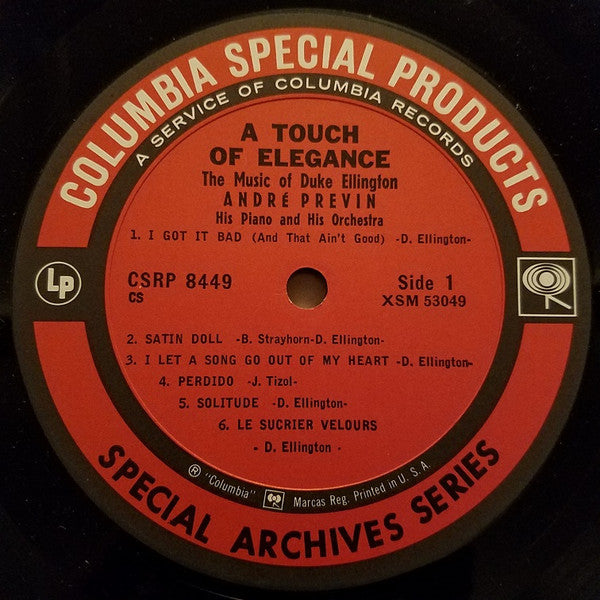 COLUMBIA SPECIAL PRODUCTS
A SERVICE OF COLUMBIA RECORDS
A TOUCH
OF ELEGANCE
The Music of Duke Ellington
ANDRÉ PREVIN
His Piano and His Orchestra
1. I GOT IT BAD (And That Ain't Good) -D. Ellington-
Lp
CSRP 8449
CS
Side 1
XSM 53049
2. SATIN DOLL -B. Strayhorn-D. Ellington-
3. I LET A SONG GO OUT OF MY HEART -D. Ellington-
4. PERDIDO -J. Tizol-
5. SOLITUDE -D. Ellington-
6. LE SUCRIER VELOURS
- D. Ellington -
® "Columbia" Marcas Reg. Printed in U. S. A.
SPECIAL ARCHIVES SERIES